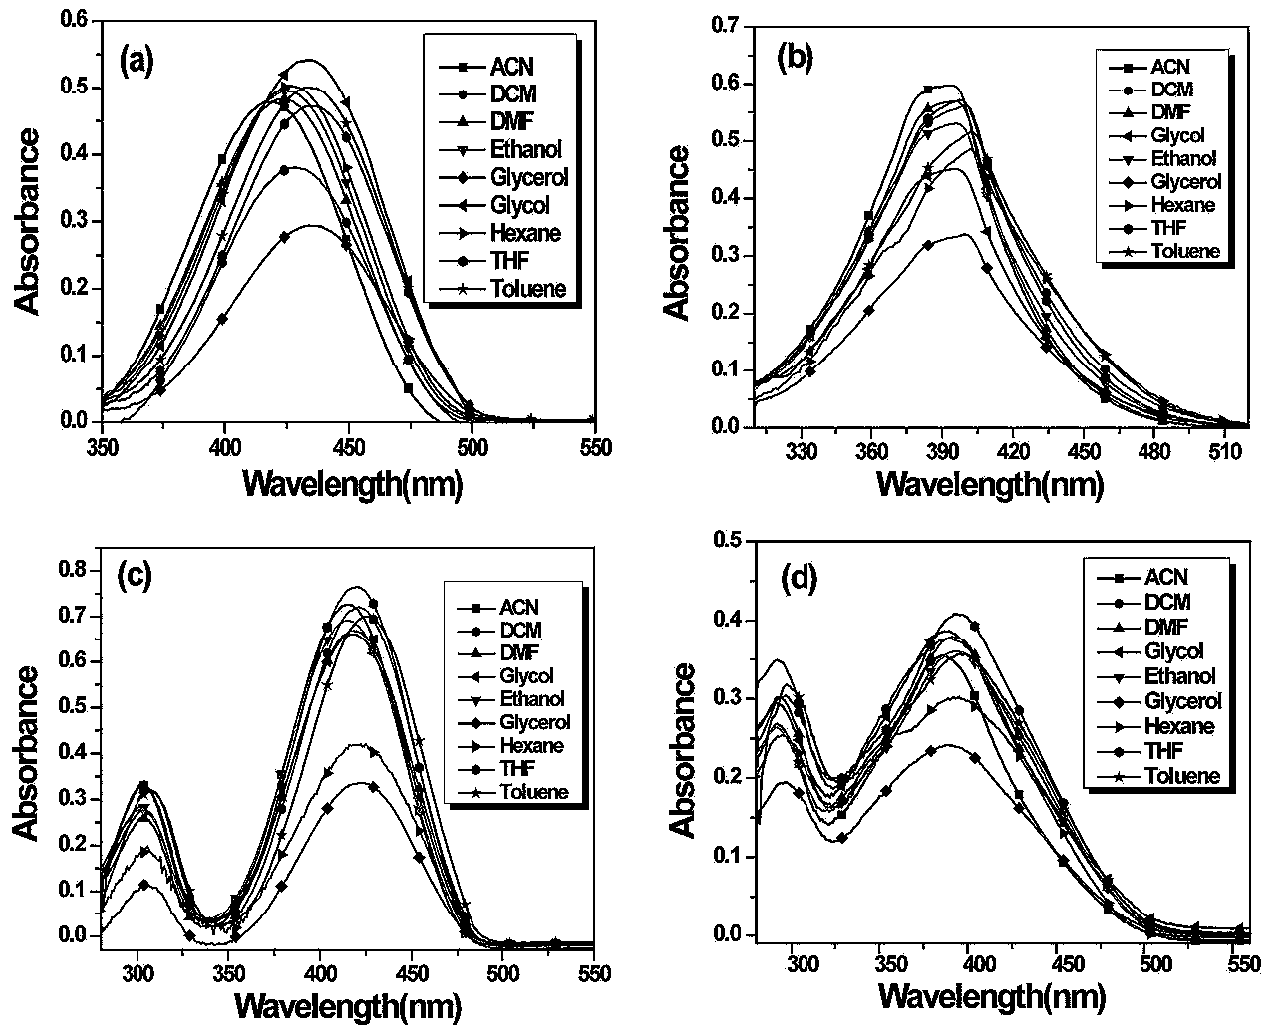 (a)
0.6
0.5
0.4
0.3
0.2
0.1
0.0
Absorbance
350
400
450
500
550
Wavelength(nm)
ACN
DCM
DMF
Ethanol
Glycerol
Glycol
Hexane
THF
Toluene
(b)
0.7
0.6
0.5
0.4
0.3
0.2
0.1
0.0
Absorbance
330
360
390
420
450
480
510
Wavelength(nm)
ACN
DCM
DMF
Glycol
Ethanol
Glycerol
Hexane
THF
Toluene
(c)
0.8
0.7
0.6
0.5
0.4
0.3
0.2
0.1
0.0
Absorbance
300
350
400
450
500
550
Wavelength(nm)
ACN
DCM
DMF
Glycol
Ethanol
Glycerol
Hexane
THF
Toluene
(d)
0.5
0.4
0.3
0.2
0.1
0.0
Absorbance
300
350
400
450
500
550
Wavelength(nm)
ACN
DCM
DMF
Glycol
Ethanol
Glycerol
Hexane
THF
Toluene